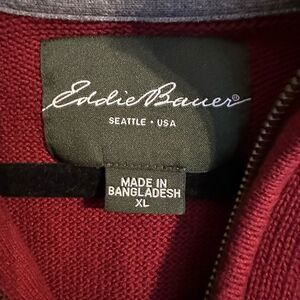 Eddie Bauer®
SEATTLE • USA
MADE IN
BANGLADESH
XL